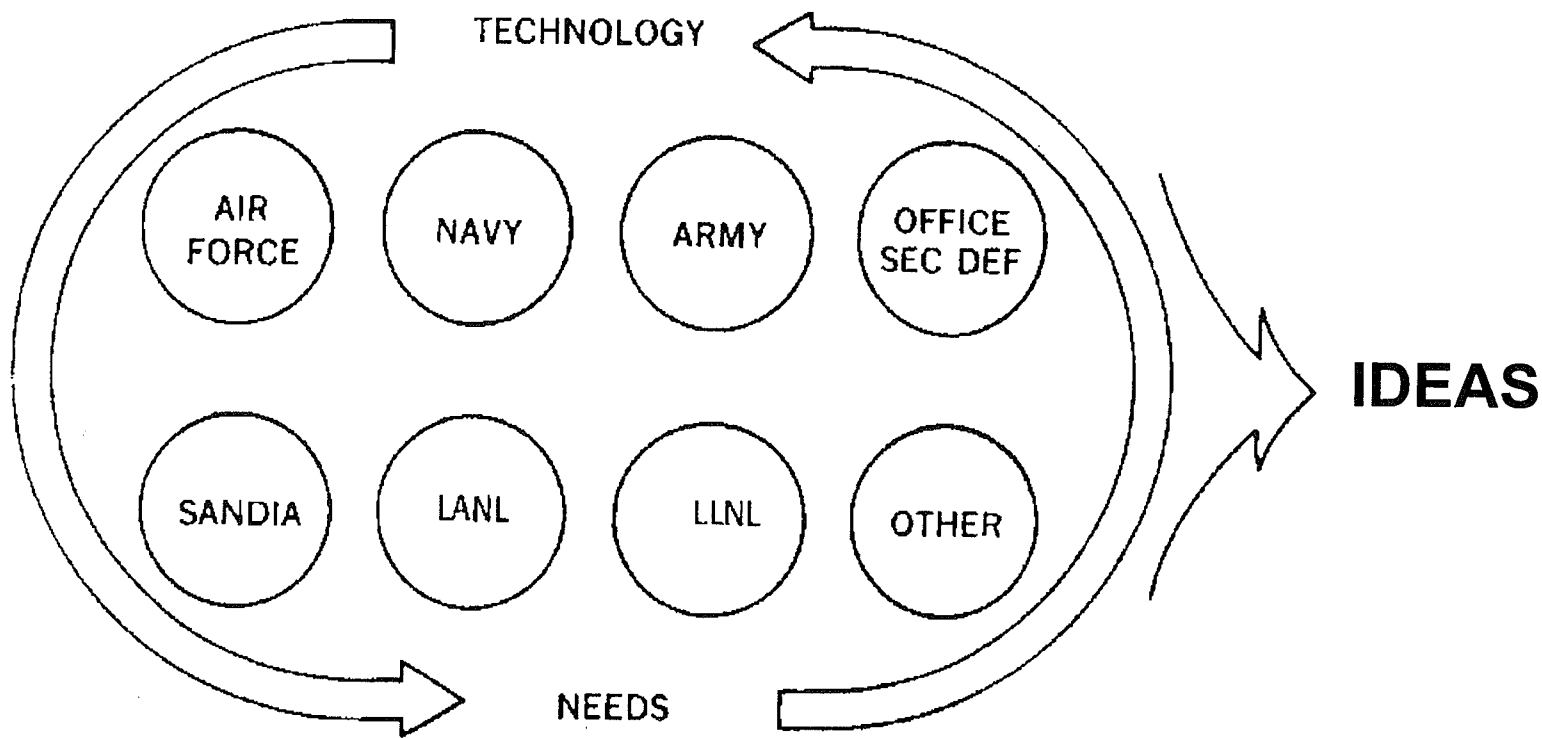 TECHNOLOGY
AIR
FORCE
NAVY
ARMY
OFFICE
SEC DEF
IDEAS
SANDIA
LANL
LLNL
OTHER
NEEDS